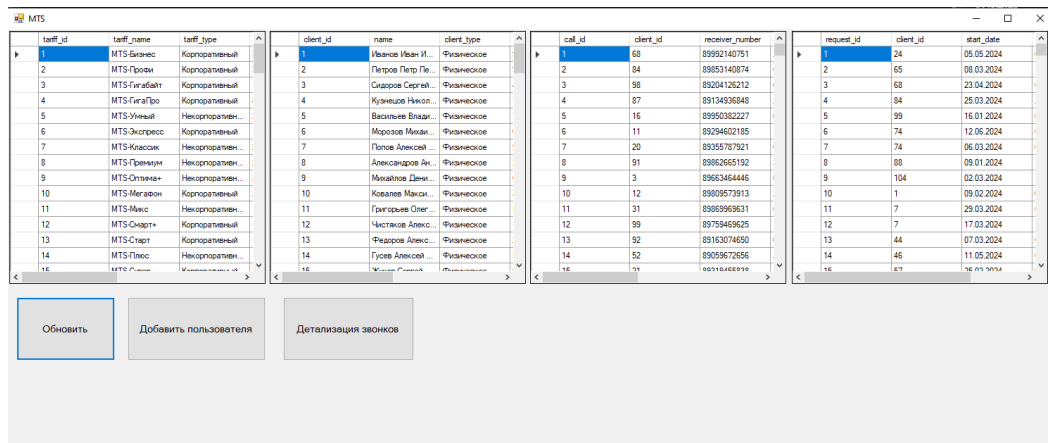 MTS
tariff_id tariff_name tariff_type
1 MTS-Бизнес Корпоративный
2 MTS-Профи Корпоративный
3 MTS-Гигабайт Корпоративный
4 MTS-ГигаПро Корпоративный
5 MTS-Умный Некорпоративн...
6 MTS-Экспресс Корпоративный
7 MTS-Классик Некорпоративн...
8 MTS-Премиум Некорпоративн...
9 MTS-Оптима+ Некорпоративн...
10 MTS-Мегафон Корпоративный
11 MTS-Микс Некорпоративн...
12 MTS-Смарт+ Корпоративный
13 MTS-Старт Корпоративный
14 MTS-Плюс Некорпоративн...
client_id name client_type
1 Иванов Иван И... Физическое
2 Петров Петр Пе... Физическое
3 Сидоров Сергей... Физическое
4 Кузнецов Никол... Физическое
5 Васильев Влади... Физическое
6 Морозов Михаи... Физическое
7 Попов Алексей ... Физическое
8 Александров Ан... Физическое
9 Михайлов Дени... Физическое
10 Ковалев Макси... Физическое
11 Григорьев Олег... Физическое
12 Чистяков Алекс... Физическое
13 Федоров Алекс... Физическое
14 Гусев Алексей ... Физическое
call_id client_id receiver_number
1 68 89992140751
2 84 89853140874
3 98 89204126212
4 87 89134936848
5 16 89950382227
6 11 89294602185
7 20 89355787921
8 91 89862665192
9 3 89663464446
10 12 89809573913
11 31 89869969631
12 99 89759469625
13 92 89163074650
14 52 89059672656
request_id client_id start_date
1 24 05.05.2024
2 65 08.03.2024
3 68 23.04.2024
4 84 25.03.2024
5 99 16.01.2024
6 74 12.06.2024
7 74 06.03.2024
8 88 09.01.2024
9 104 02.03.2024
10 1 09.02.2024
11 7 29.03.2024
12 7 17.03.2024
13 44 07.03.2024
14 46 11.05.2024
Обновить
Добавить пользователя
Детализация звонков